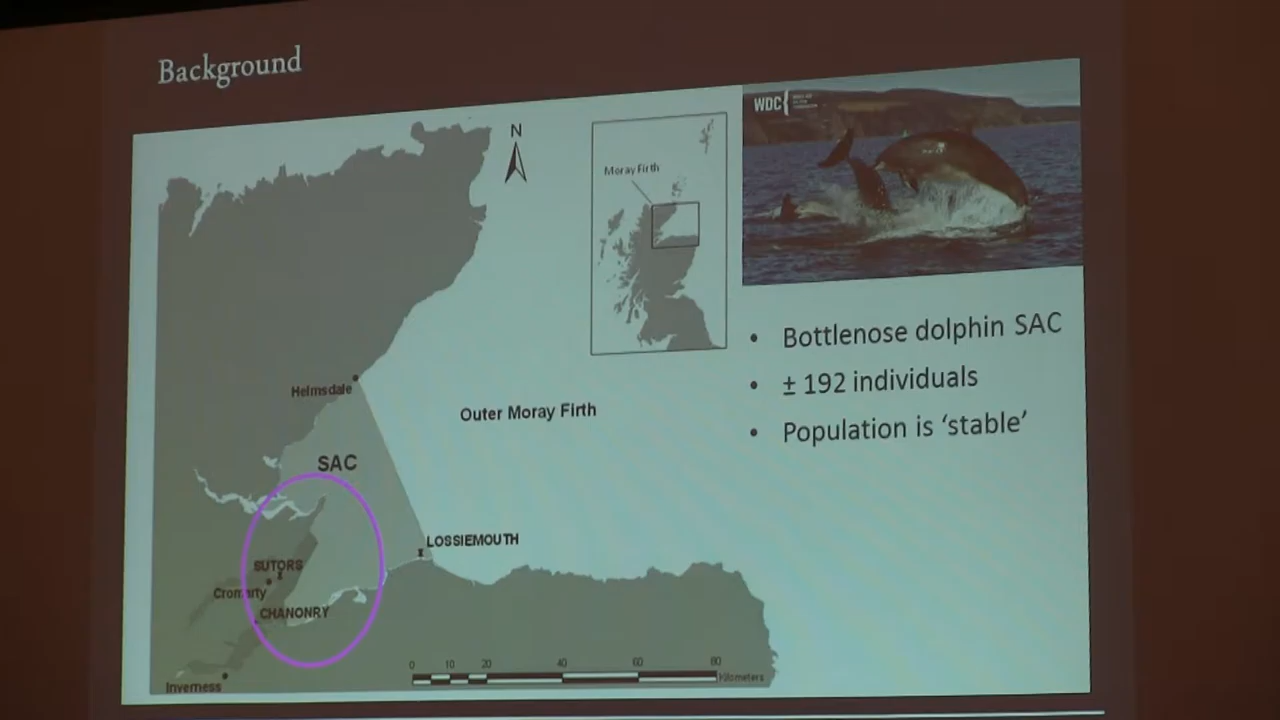 Background
N
Moray Firth
WDC
Helmsdale
Outer Moray Firth
SAC
LOSSIEMOUTH
SUTORS
Cromarty
CHANONRY
Inverness
0 10 20 40 60 80
Kilometers
• Bottlenose dolphin SAC
• ± 192 individuals
• Population is ‘stable’